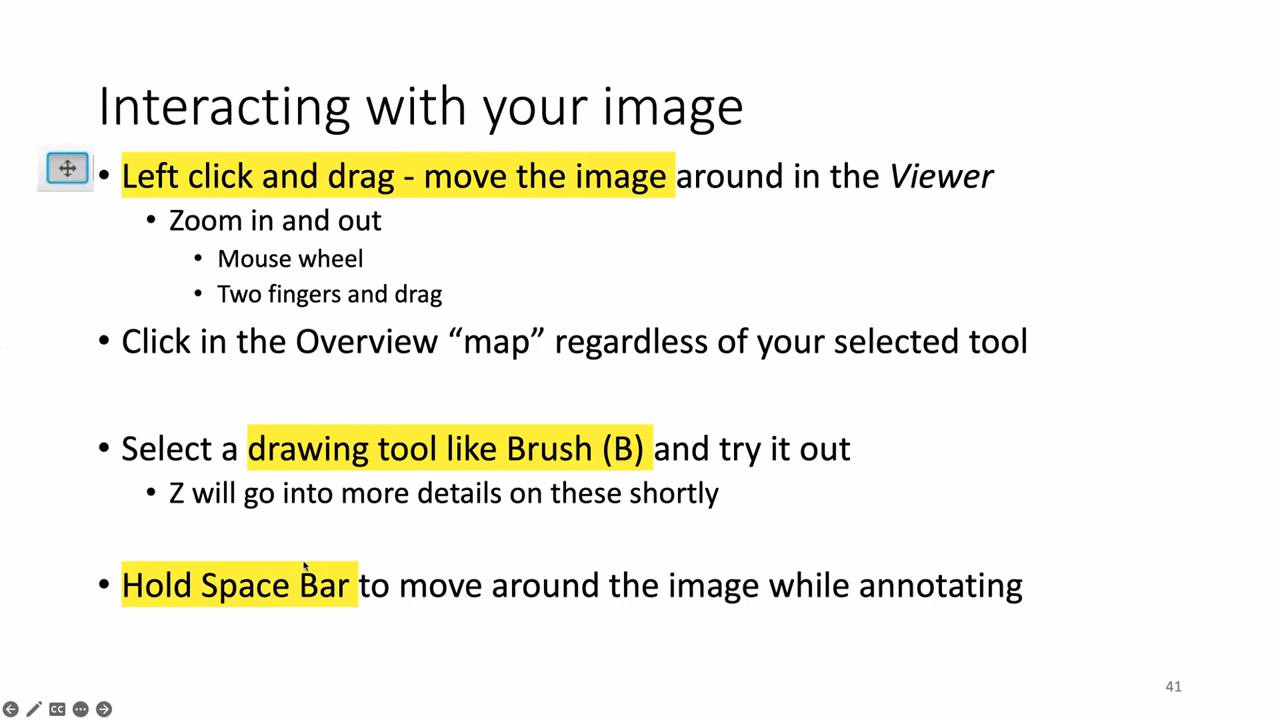 Interacting with your image
• Left click and drag - move the image around in the Viewer
• Zoom in and out
• Mouse wheel
• Two fingers and drag
• Click in the Overview “map” regardless of your selected tool
• Select a drawing tool like Brush (B) and try it out
• Z will go into more details on these shortly
• Hold Space Bar to move around the image while annotating
41
CC